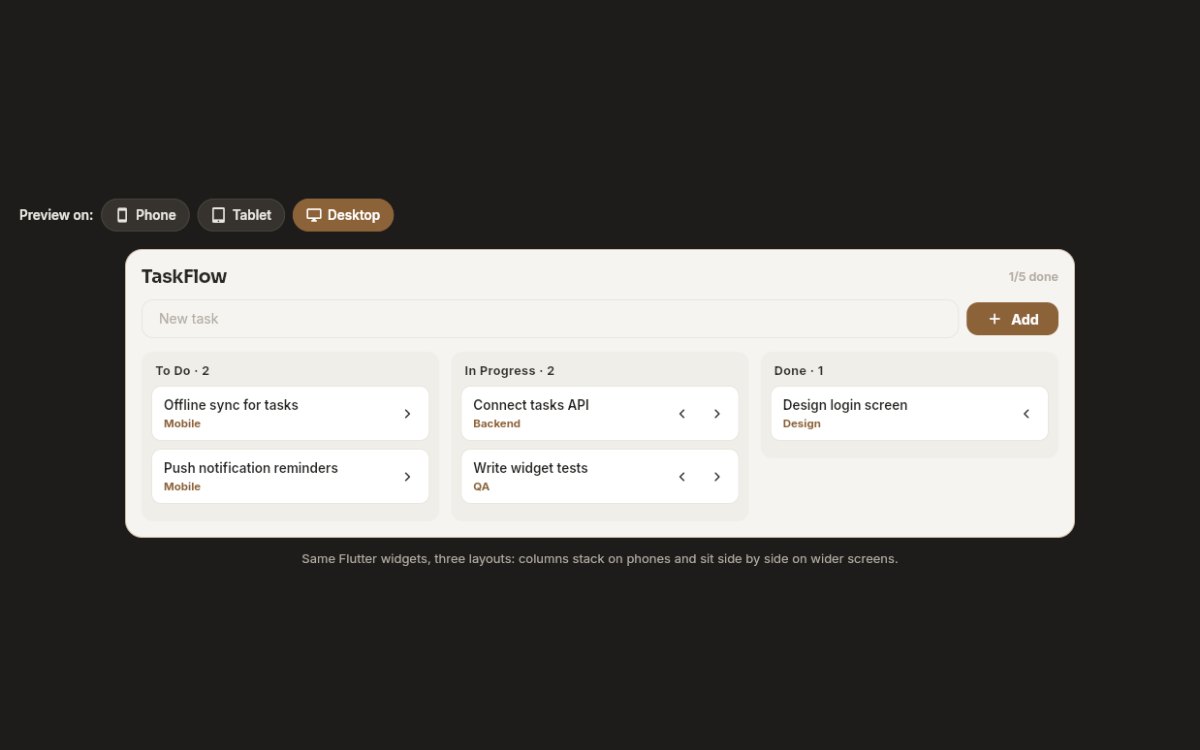 Preview on: Phone Tablet Desktop
TaskFlow 1/5 done
New task + Add
To Do · 2
Offline sync for tasks
Mobile
Push notification reminders
Mobile
In Progress · 2
Connect tasks API
Backend
Write widget tests
QA
Done · 1
Design login screen
Design
Same Flutter widgets, three layouts: columns stack on phones and sit side by side on wider screens.